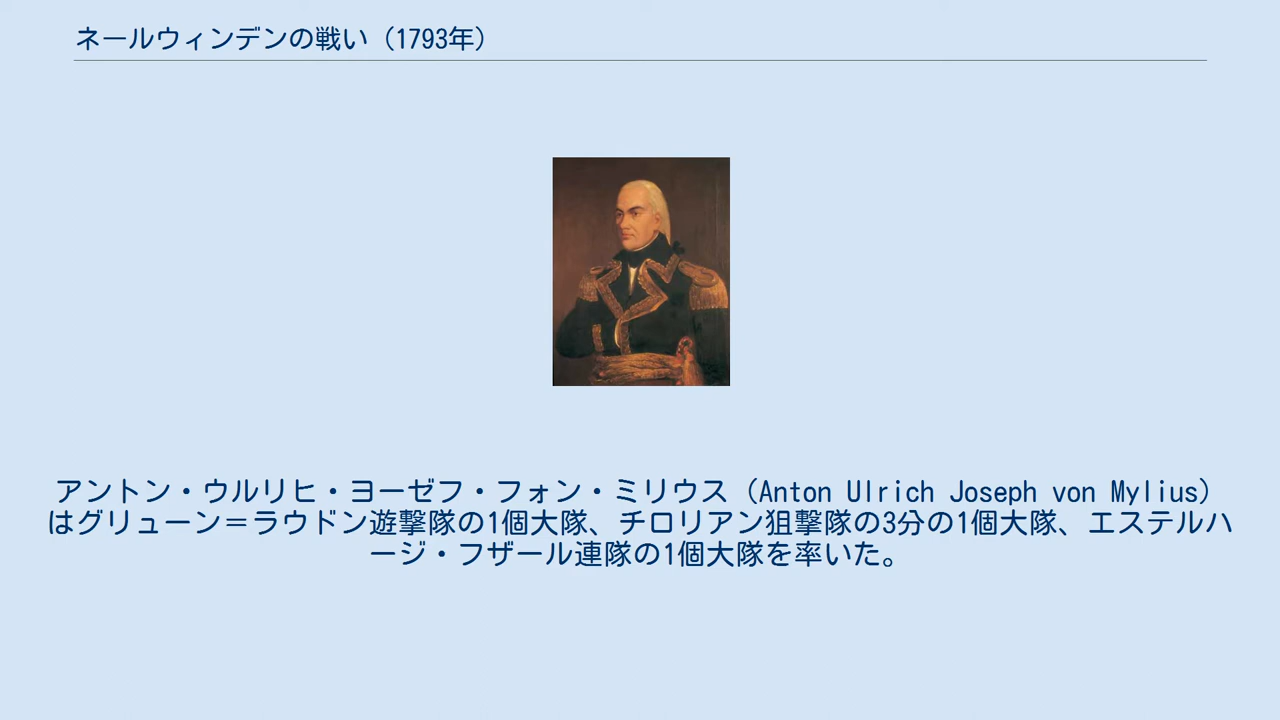 ネールウィンデンの戦い（1793年）
アントン・ウルリヒ・ヨーゼフ・フォン・ミリウス（Anton Ulrich Joseph von Mylius）
はグリューン＝ラウドン遊撃隊の1個大隊、チロリアン狙撃隊の3分の1個大隊、エステルハ
ージ・フザール連隊の1個大隊を率いた。